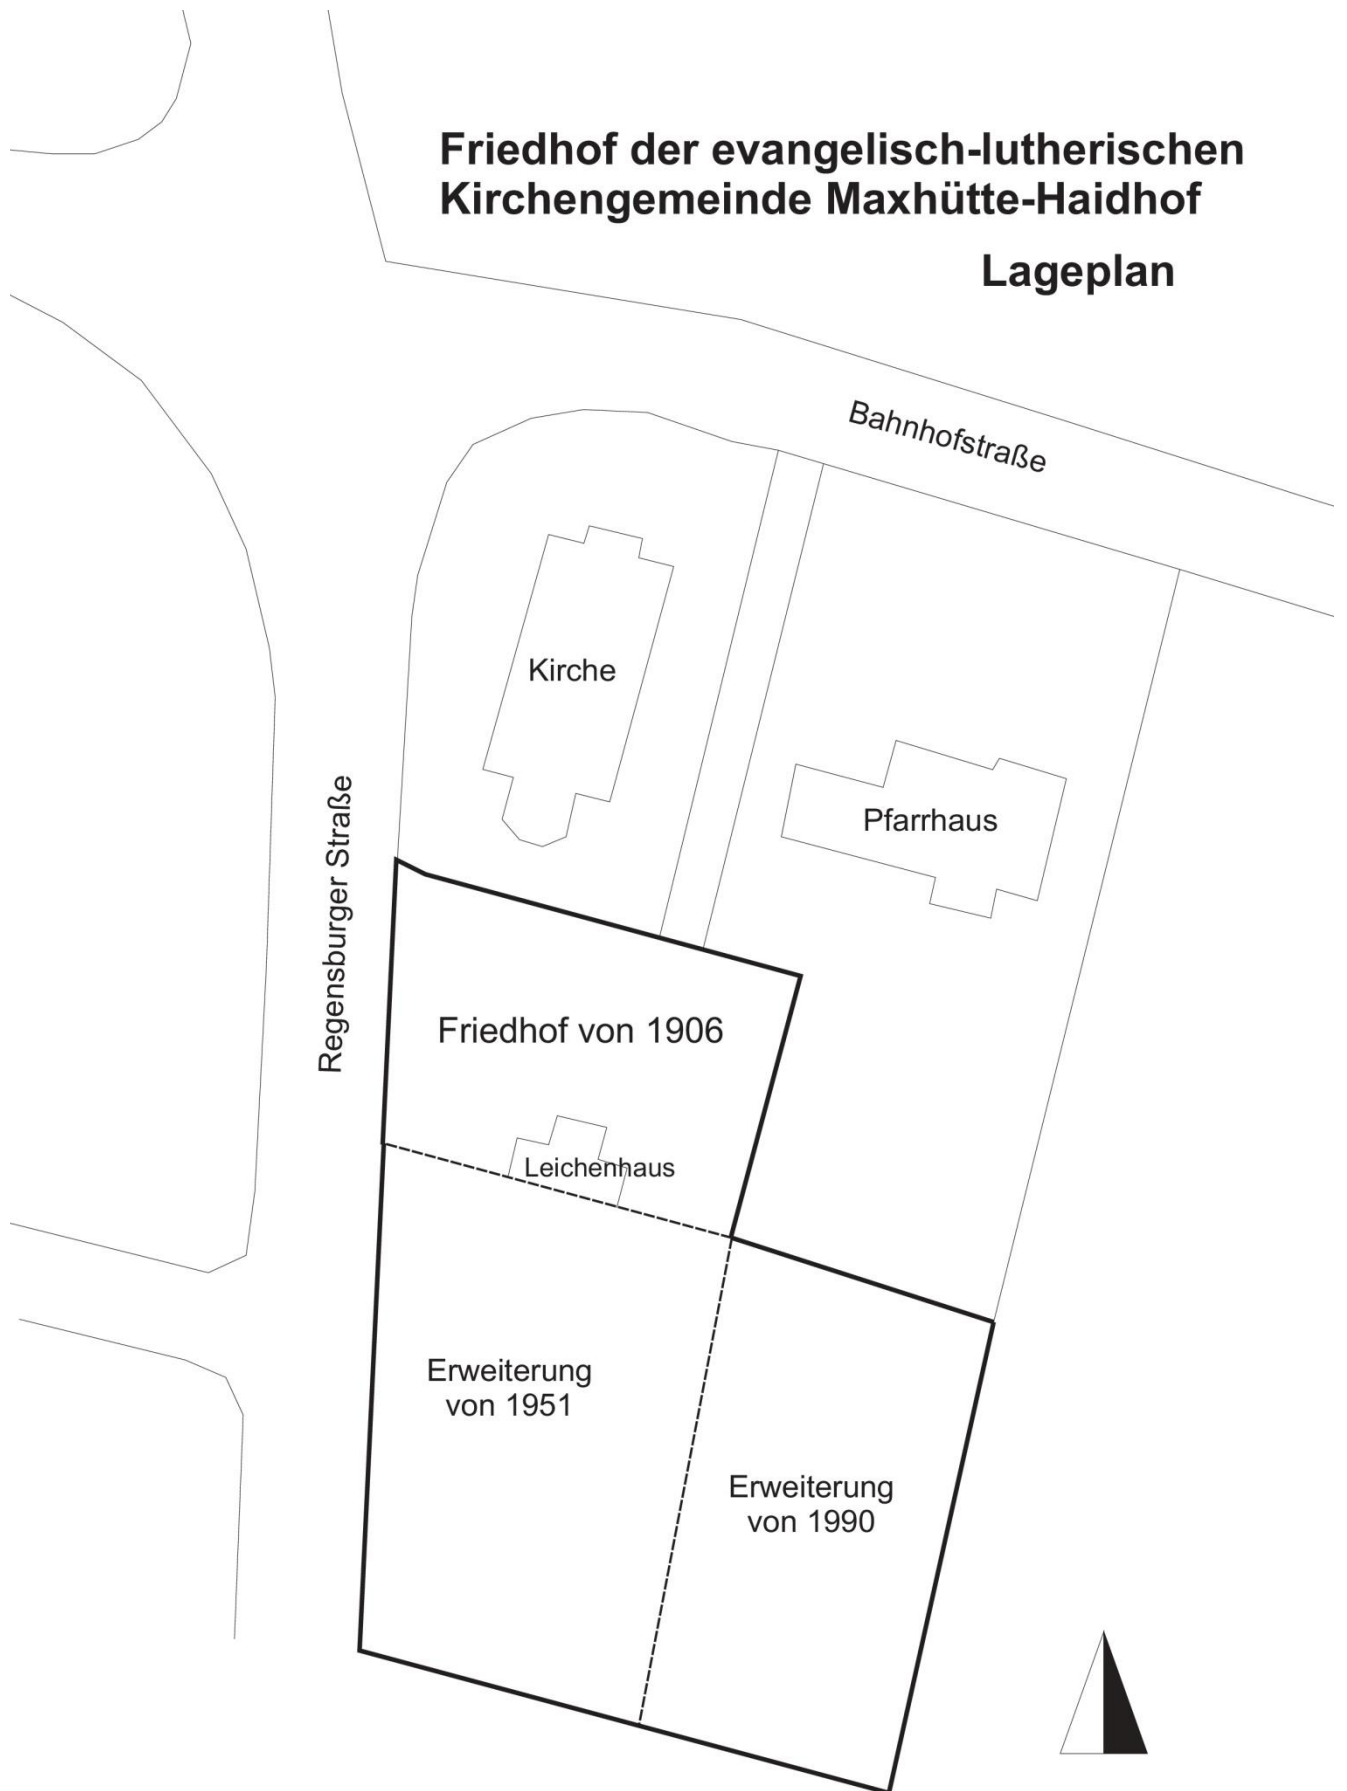 Friedhof der evangelisch-lutherischen
Kirchengemeinde Maxhütte-Haidhof
Lageplan
Bahnhofstraße
Kirche
Pfarrhaus
Regensburger Straße
Friedhof von 1906
Leichenhaus
Erweiterung
von 1951
Erweiterung
von 1990